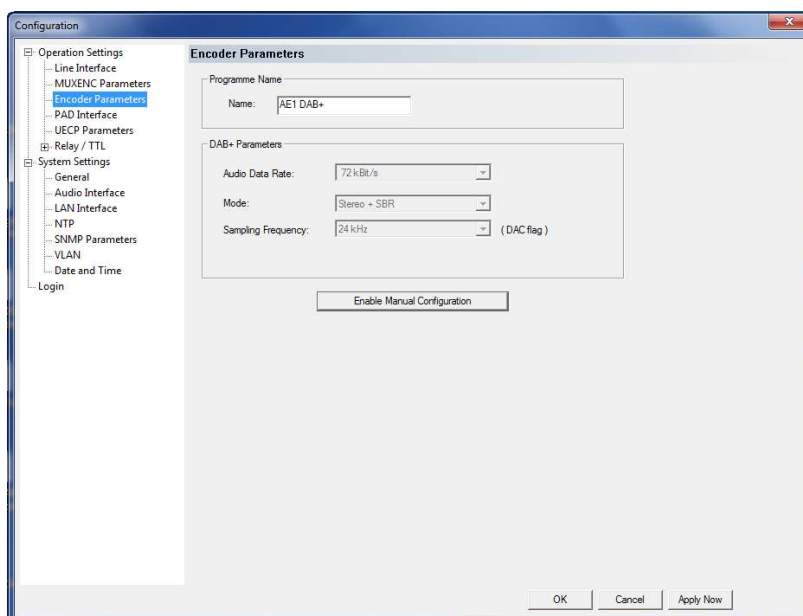 Configuration
x
Operation Settings
Line Interface
MUXENC Parameters
Encoder Parameters
PAD Interface
UECP Parameters
Relay / TTL
System Settings
General
Audio Interface
LAN Interface
NTP
SNMP Parameters
VLAN
Date and Time
Login
Encoder Parameters
Programme Name
Name: AE1 DAB+
DAB+ Parameters
Audio Data Rate: 72 kBit/s
Mode: Stereo + SBR
Sampling Frequency: 24 kHz ( DAC flag )
Enable Manual Configuration
OK Cancel Apply Now